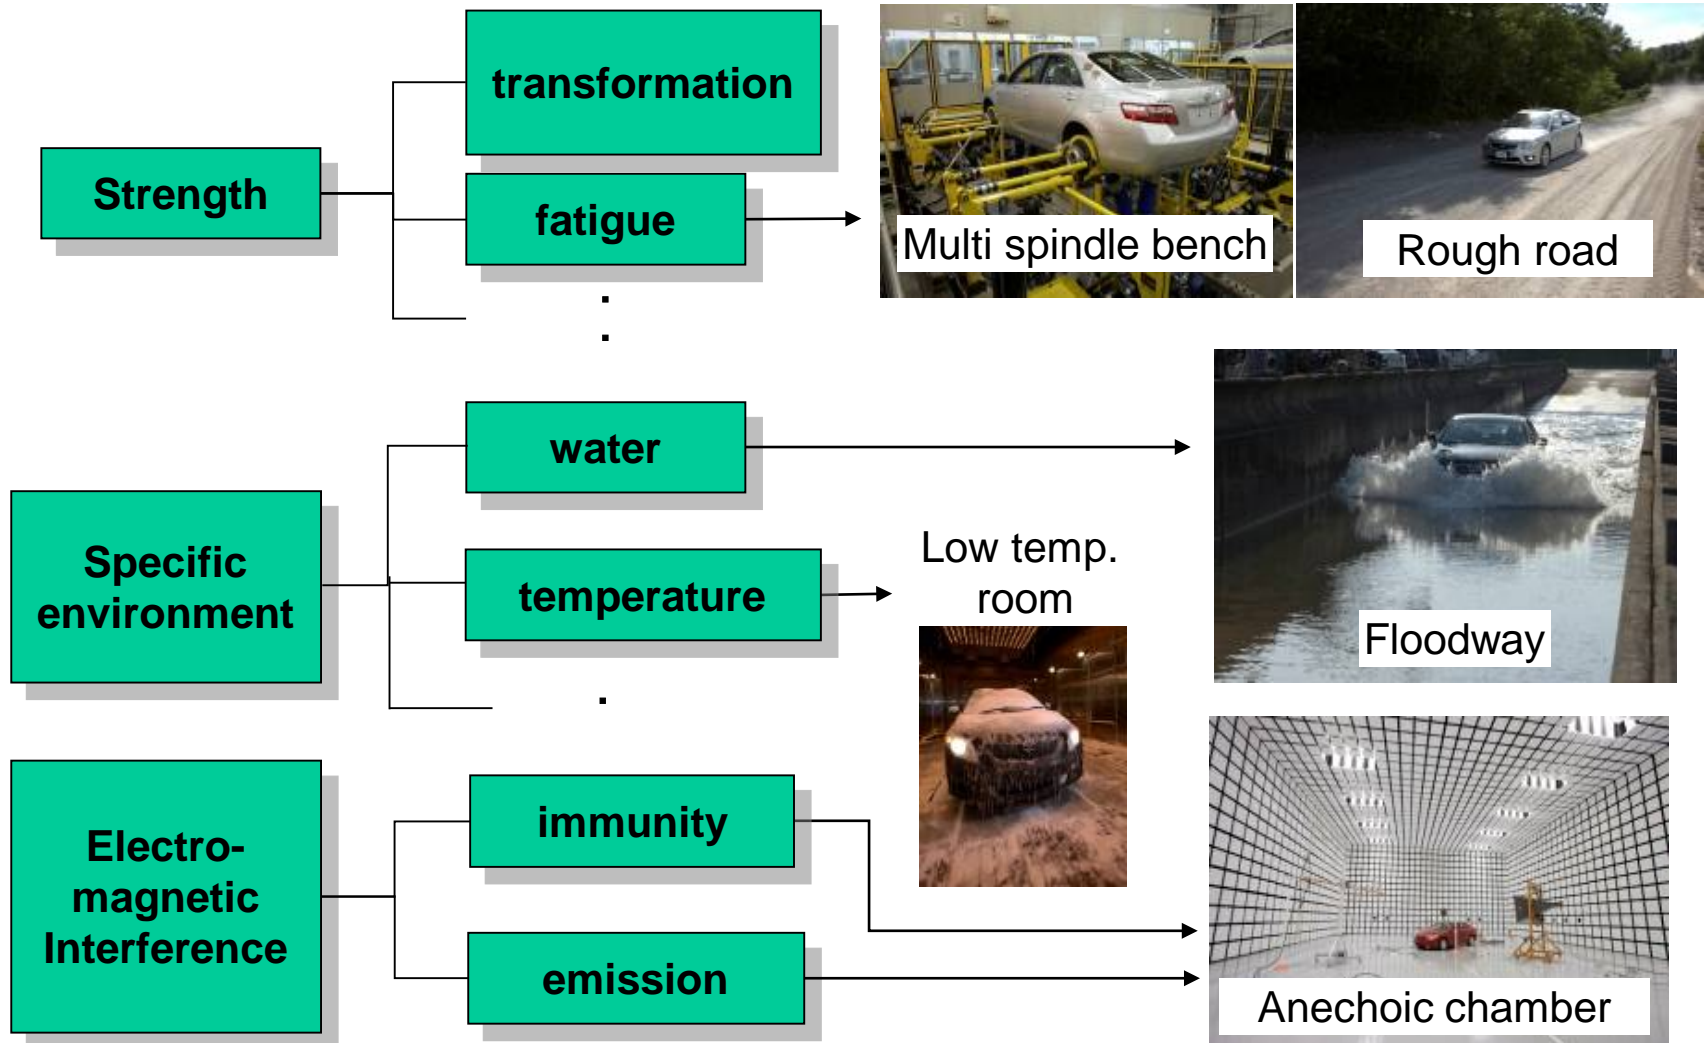 transformation
Strength
fatigue
Multi spindle bench
Rough road
.
.
water
Specific
environment
temperature
Low temp.
room
Floodway
.
Electro-
magnetic
Interference
immunity
emission
Anechoic chamber